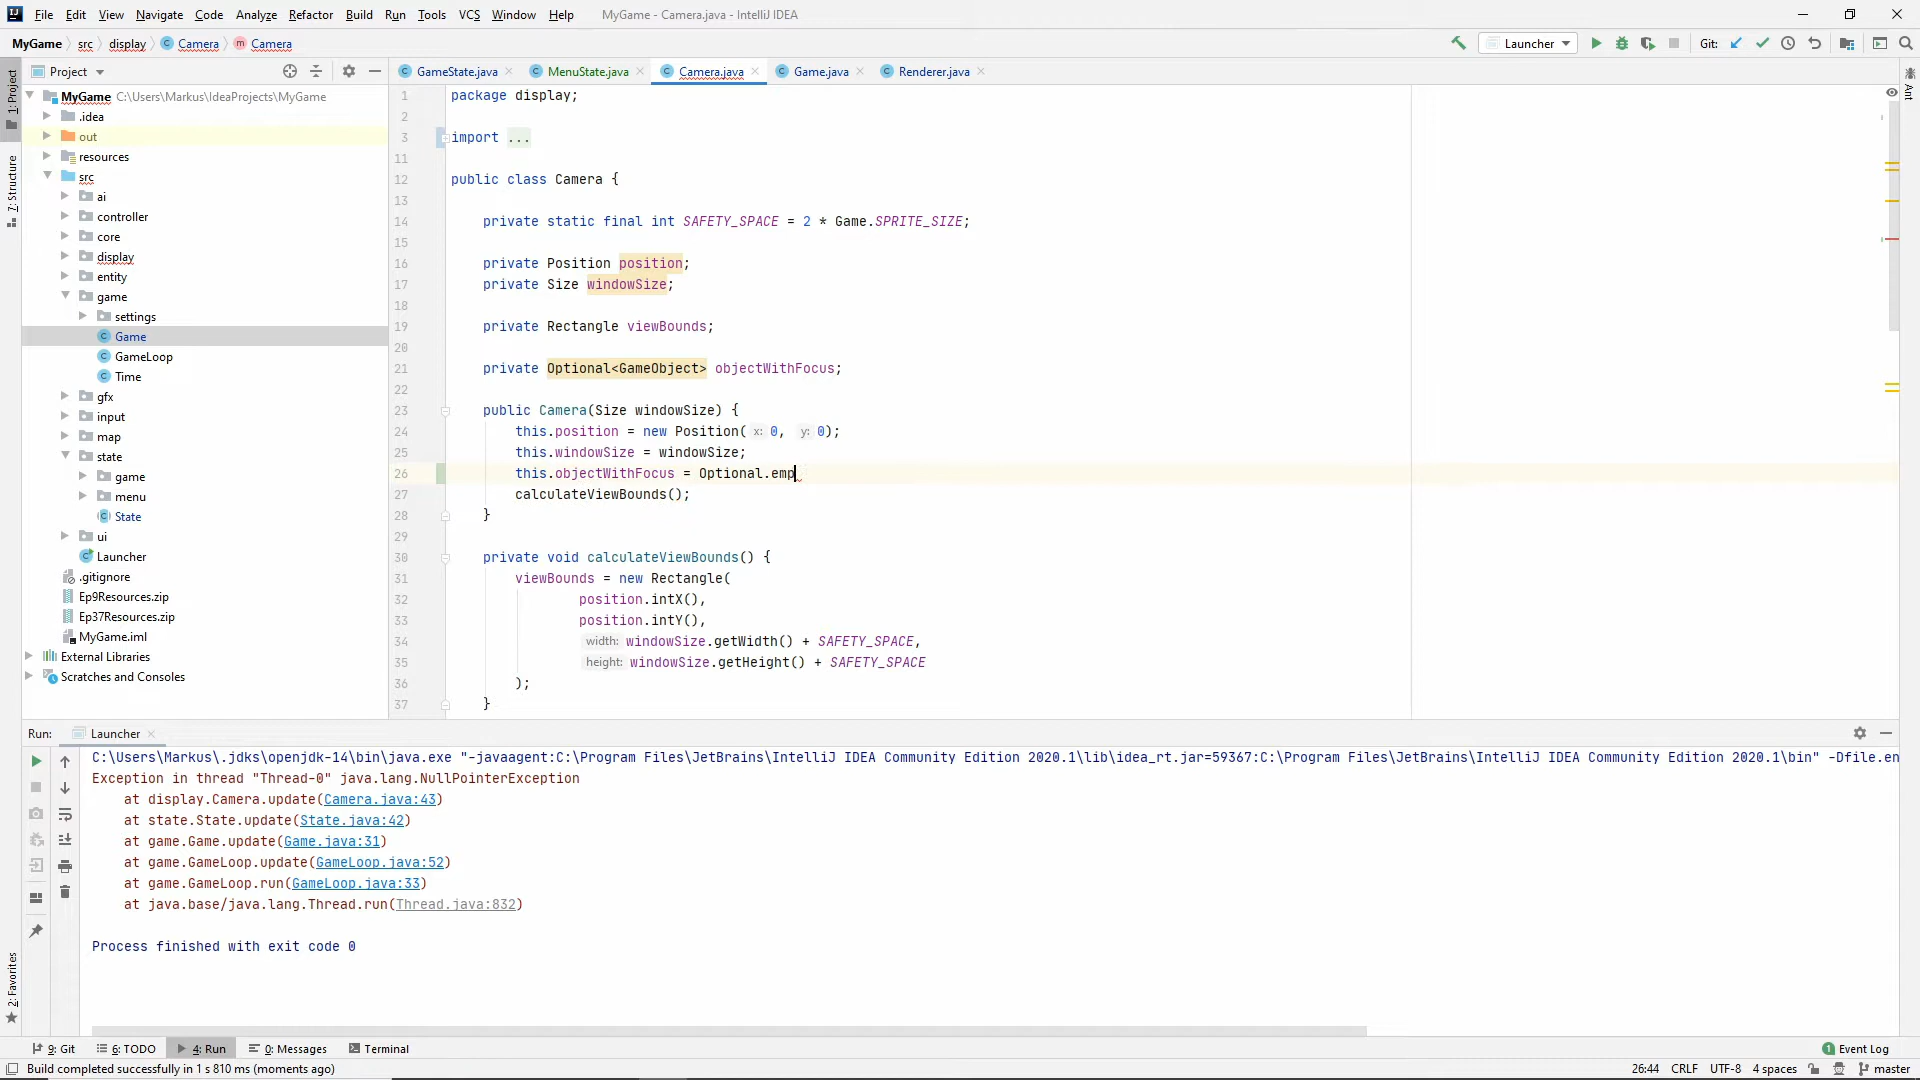 File Edit View Navigate Code Analyze Refactor Build Run Tools VCS Window Help MyGame - Camera.java - IntelliJ IDEA
MyGame src display Camera Camera Launcher Git:
Project GameState.java MenuState.java Camera.java Game.java Renderer.java
1: Project
7: Structure
2: Favorites
Ant
MyGame C:\Users\Markus\IdeaProjects\MyGame
.idea
out
resources
src
ai
controller
core
display
entity
game
settings
Game
GameLoop
Time
gfx
input
map
state
game
menu
State
ui
Launcher
.gitignore
Ep9Resources.zip
Ep37Resources.zip
MyGame.iml
External Libraries
Scratches and Consoles
1 package display;
2
3 import ...
11
12 public class Camera {
13
14 private static final int SAFETY_SPACE = 2 * Game.SPRITE_SIZE;
15
16 private Position position;
17 private Size windowSize;
18
19 private Rectangle viewBounds;
20
21 private Optional<GameObject> objectWithFocus;
22
23 public Camera(Size windowSize) {
24 this.position = new Position( x: 0, y: 0);
25 this.windowSize = windowSize;
26 this.objectWithFocus = Optional.emp
27 calculateViewBounds();
28 }
29
30 private void calculateViewBounds() {
31 viewBounds = new Rectangle(
32 position.intX(),
33 position.intY(),
34 width: windowSize.getWidth() + SAFETY_SPACE,
35 height: windowSize.getHeight() + SAFETY_SPACE
36 );
37 }
Run: Launcher
C:\Users\Markus\.jdks\openjdk-14\bin\java.exe "-javaagent:C:\Program Files\JetBrains\IntelliJ IDEA Community Edition 2020.1\lib\idea_rt.jar=59367:C:\Program Files\JetBrains\IntelliJ IDEA Community Edition 2020.1\bin" -Dfile.en
Exception in thread "Thread-0" java.lang.NullPointerException
at display.Camera.update(Camera.java:43)
at state.State.update(State.java:42)
at game.Game.update(Game.java:31)
at game.GameLoop.update(GameLoop.java:52)
at game.GameLoop.run(GameLoop.java:33)
at java.base/java.lang.Thread.run(Thread.java:832)
Process finished with exit code 0
9: Git 6: TODO 4: Run 0: Messages Terminal 1 Event Log
Build completed successfully in 1 s 810 ms (moments ago) 26:44 CRLF UTF-8 4 spaces master